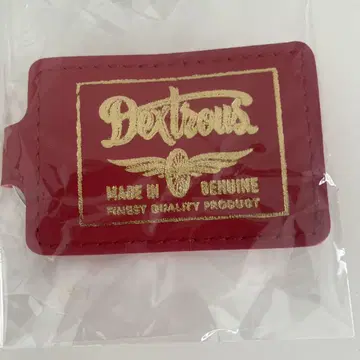 Dextrous.
MADE IN GENUINE
FINEST QUALITY PRODUCT